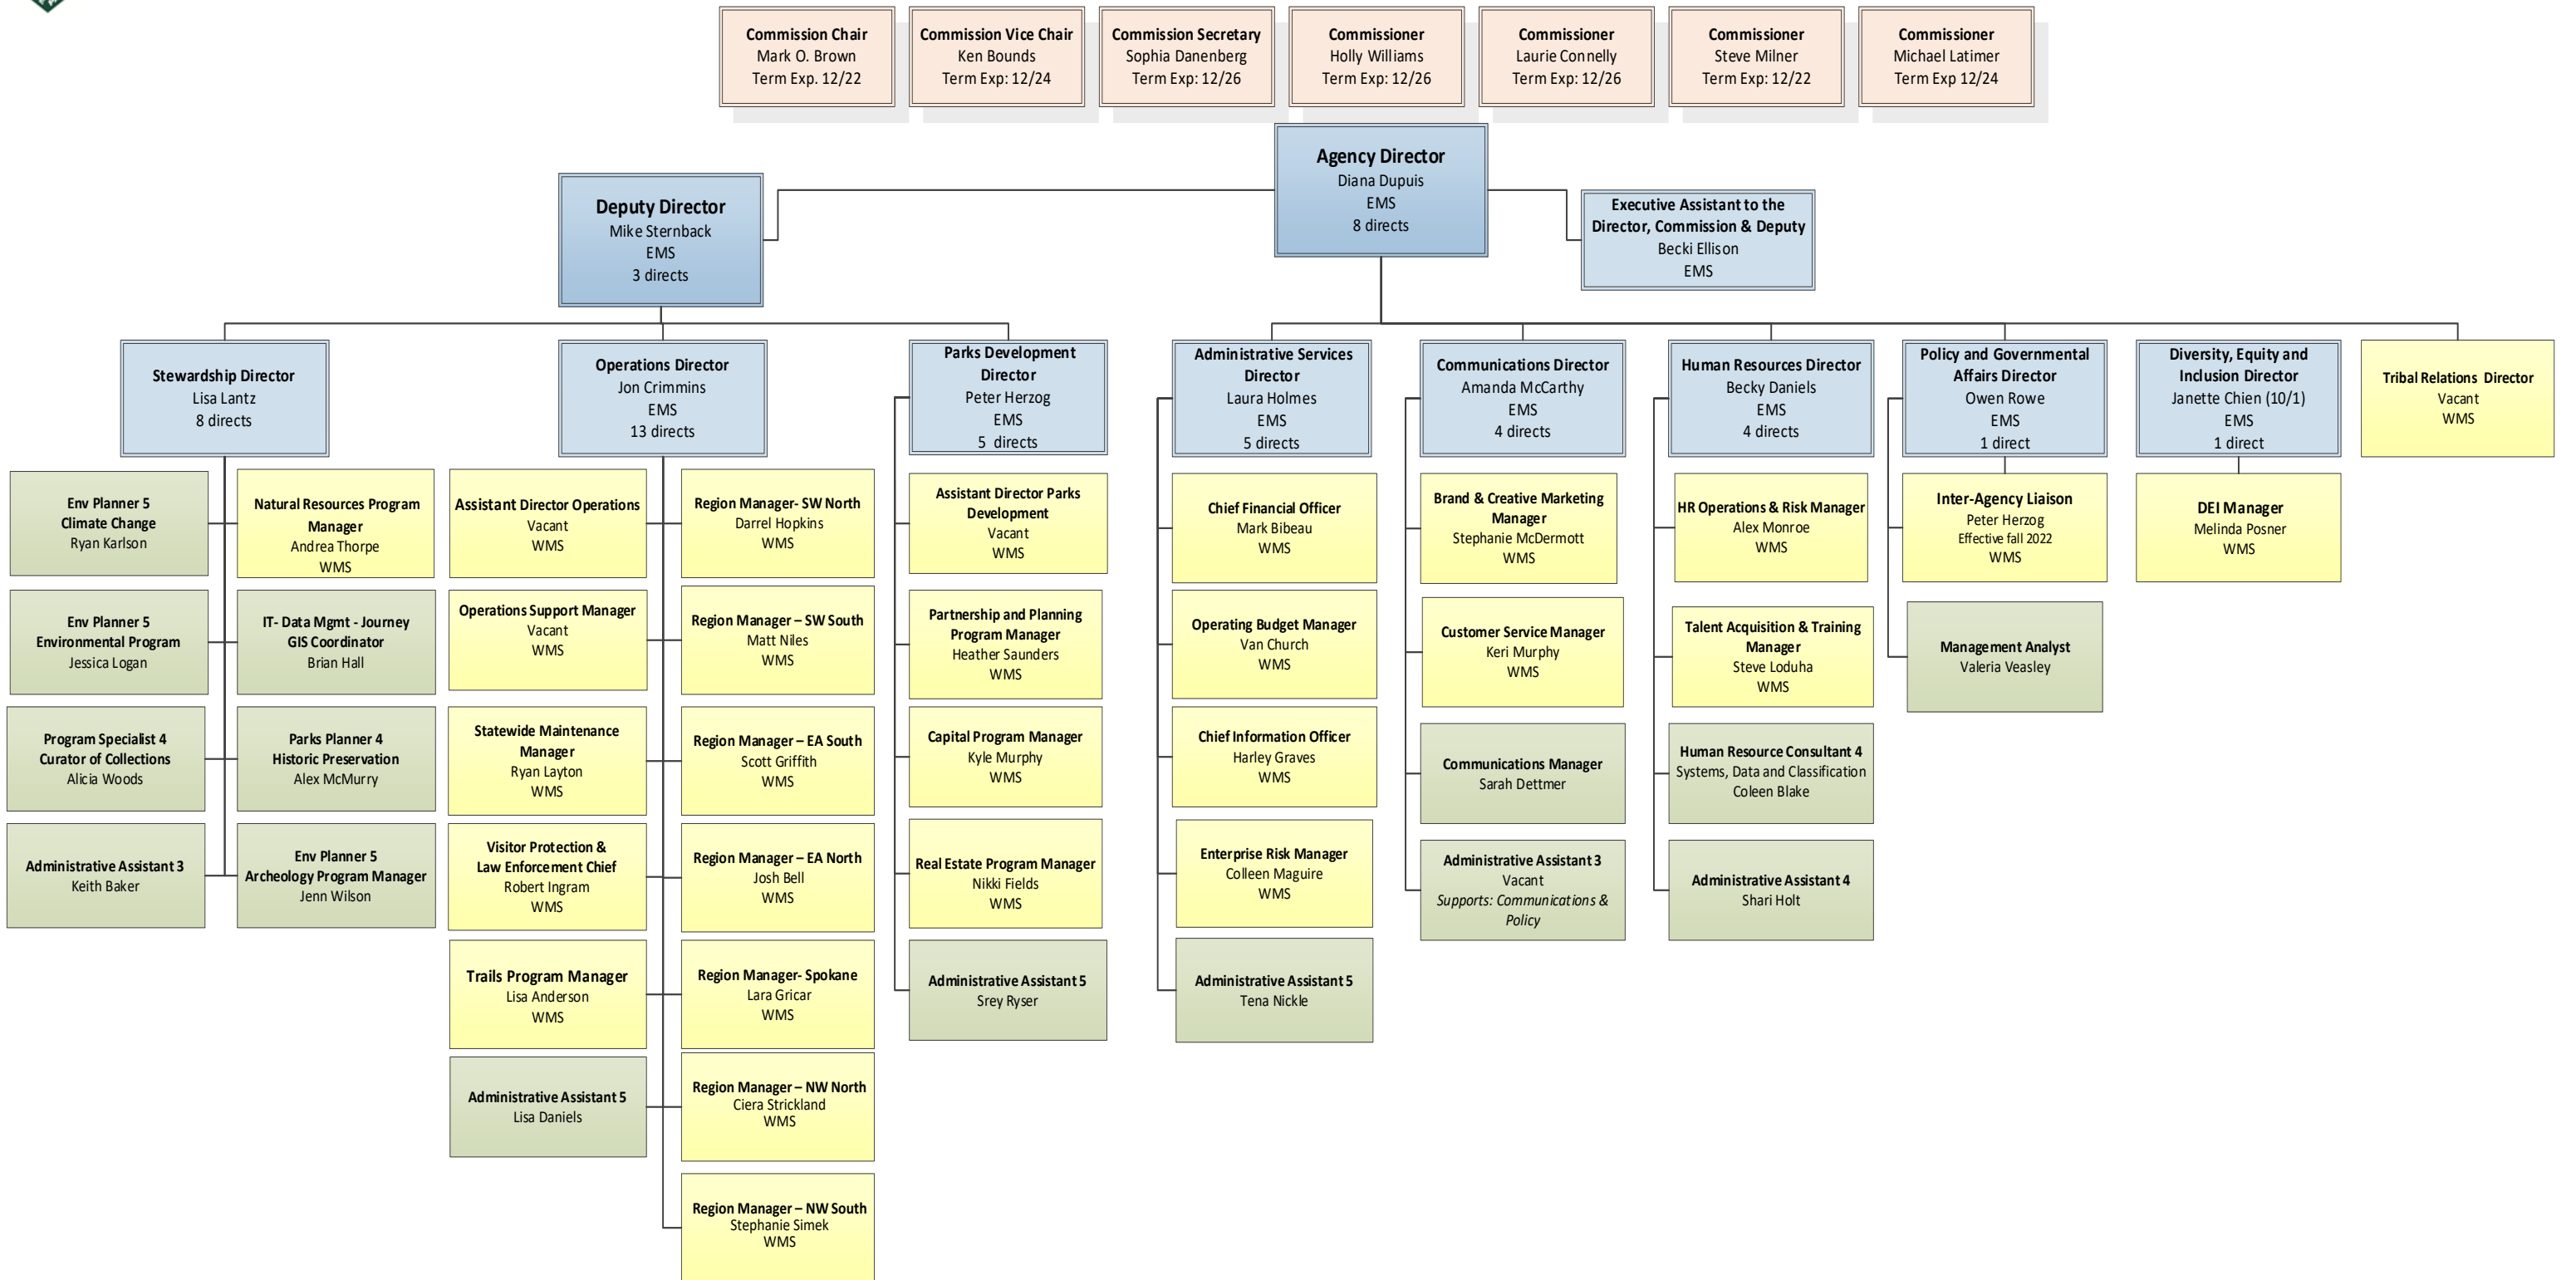 Commission Chair
Mark O. Brown
Term Exp. 12/22
Commission Vice Chair
Ken Bounds
Term Exp: 12/24
Commission Secretary
Sophia Danenberg
Term Exp: 12/26
Commissioner
Holly Williams
Term Exp: 12/26
Commissioner
Laurie Connelly
Term Exp: 12/26
Commissioner
Steve Milner
Term Exp: 12/22
Commissioner
Michael Latimer
Term Exp 12/24
Agency Director
Diana Dupuis
EMS
8 directs
Deputy Director
Mike Sternback
EMS
3 directs
Executive Assistant to the
Director, Commission & Deputy
Becki Ellison
EMS
Stewardship Director
Lisa Lantz
8 directs
Operations Director
Jon Crimmins
EMS
13 directs
Parks Development
Director
Peter Herzog
EMS
5 directs
Administrative Services
Director
Laura Holmes
EMS
5 directs
Communications Director
Amanda McCarthy
EMS
4 directs
Human Resources Director
Becky Daniels
EMS
4 directs
Policy and Governmental
Affairs Director
Owen Rowe
EMS
1 direct
Diversity, Equity and
Inclusion Director
Janette Chien (10/1)
EMS
1 direct
Tribal Relations Director
Vacant
WMS
Env Planner 5
Climate Change
Ryan Karlson
Natural Resources Program
Manager
Andrea Thorpe
WMS
Env Planner 5
Environmental Program
Jessica Logan
IT- Data Mgmt - Journey
GIS Coordinator
Brian Hall
Program Specialist 4
Curator of Collections
Alicia Woods
Parks Planner 4
Historic Preservation
Alex McMurry
Administrative Assistant 3
Keith Baker
Env Planner 5
Archeology Program Manager
Jenn Wilson
Assistant Director Operations
Vacant
WMS
Region Manager- SW North
Darrel Hopkins
WMS
Operations Support Manager
Vacant
WMS
Region Manager – SW South
Matt Niles
WMS
Statewide Maintenance
Manager
Ryan Layton
WMS
Region Manager – EA South
Scott Griffith
WMS
Visitor Protection &
Law Enforcement Chief
Robert Ingram
WMS
Region Manager – EA North
Josh Bell
WMS
Trails Program Manager
Lisa Anderson
WMS
Region Manager- Spokane
Lara Gricar
WMS
Administrative Assistant 5
Lisa Daniels
Region Manager – NW North
Ciera Strickland
WMS
Region Manager – NW South
Stephanie Simek
WMS
Assistant Director Parks
Development
Vacant
WMS
Partnership and Planning
Program Manager
Heather Saunders
WMS
Capital Program Manager
Kyle Murphy
WMS
Real Estate Program Manager
Nikki Fields
WMS
Administrative Assistant 5
Srey Ryser
Chief Financial Officer
Mark Bibeau
WMS
Operating Budget Manager
Van Church
WMS
Chief Information Officer
Harley Graves
WMS
Enterprise Risk Manager
Colleen Maguire
WMS
Administrative Assistant 5
Tena Nickle
Brand & Creative Marketing
Manager
Stephanie McDermott
WMS
Customer Service Manager
Keri Murphy
WMS
Communications Manager
Sarah Dettmer
Administrative Assistant 3
Vacant
Supports: Communications &
Policy
HR Operations & Risk Manager
Alex Monroe
WMS
Talent Acquisition & Training
Manager
Steve Loduha
WMS
Human Resource Consultant 4
Systems, Data and Classification
Coleen Blake
Administrative Assistant 4
Shari Holt
Inter-Agency Liaison
Peter Herzog
Effective fall 2022
WMS
Management Analyst
Valeria Veasley
DEI Manager
Melinda Posner
WMS